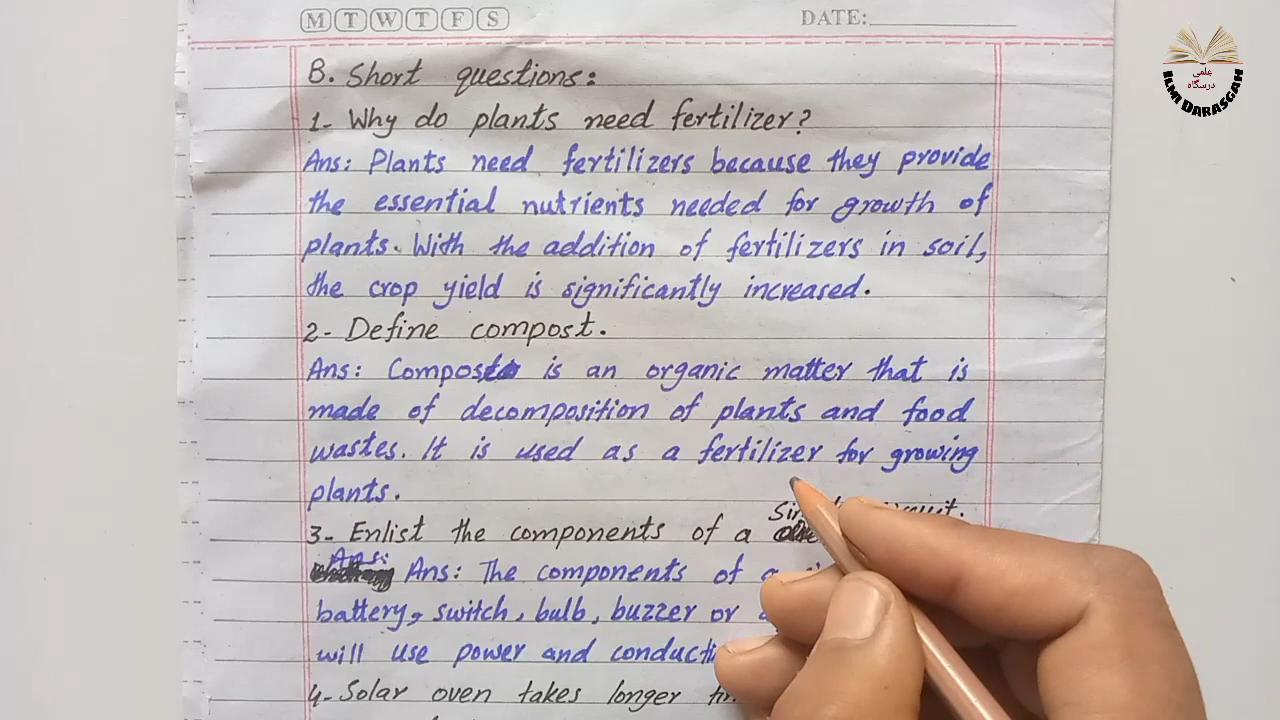 M T W T F S DATE:
B. Short questions:
1- Why do plants need fertilizer?
Ans: Plants need fertilizers because they provide
the essential nutrients needed for growth of
plants. With the addition of fertilizers in soil,
the crop yield is significantly increased.
2- Define compost.
Ans: Compost is an organic matter that is
made of decomposition of plants and food
wastes. It is used as a fertilizer for growing
plants.
3- Enlist the components of a
Ans:
Ans: The components of a
battery, switch, bulb, buzzer or
will use power and
4- Solar oven takes longer
علمی
درسگاہ
ILMI DARASGAH